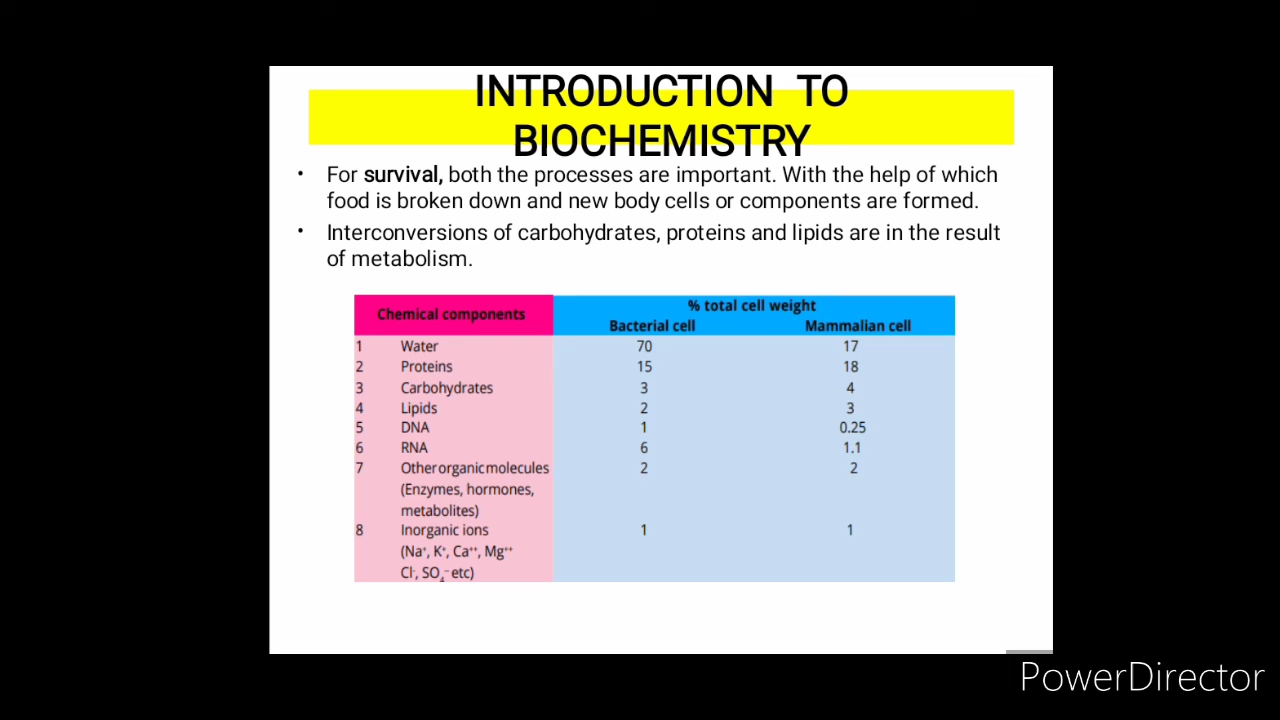 INTRODUCTION TO
BIOCHEMISTRY
• For survival, both the processes are important. With the help of which
food is broken down and new body cells or components are formed.
• Interconversions of carbohydrates, proteins and lipids are in the result
of metabolism.
Chemical components % total cell weight
Bacterial cell Mammalian cell
1 Water 70 17
2 Proteins 15 18
3 Carbohydrates 3 4
4 Lipids 2 3
5 DNA 1 0.25
6 RNA 6 1.1
7 Other organic molecules 2 2
(Enzymes, hormones,
metabolites)
8 Inorganic ions 1 1
(Na⁺, K⁺, Ca⁺⁺, Mg⁺⁺
Cl⁻, SO₄⁻⁻ etc)
PowerDirector